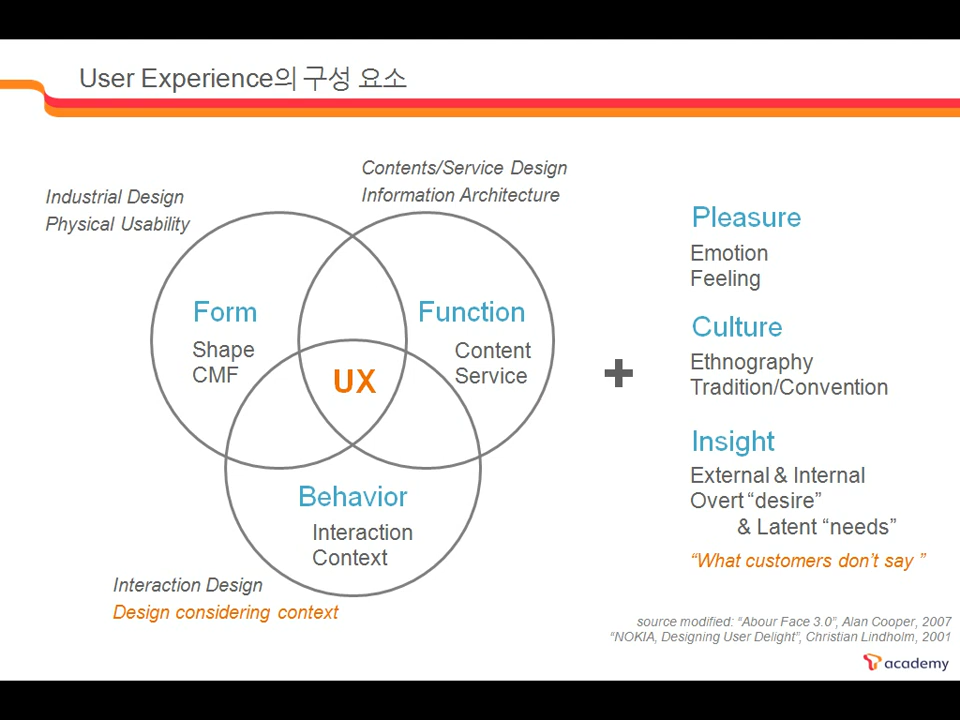 User Experience의 구성 요소
Industrial Design
Physical Usability
Contents/Service Design
Information Architecture
Form
Shape
CMF
Function
Content
Service
UX
Behavior
Interaction
Context
Interaction Design
Design considering context
+
Pleasure
Emotion
Feeling
Culture
Ethnography
Tradition/Convention
Insight
External & Internal
Overt “desire”
& Latent “needs”
“What customers don’t say ”
source modified: “Abour Face 3.0”, Alan Cooper, 2007
“NOKIA, Designing User Delight”, Christian Lindholm, 2001
T academy